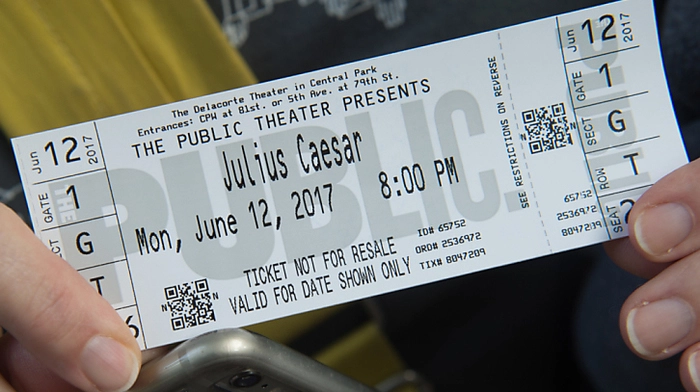 Jun 12 2017
GATE 1
G
T
6
The Delacorte Theater in Central Park
Entrances: CPW at 81st. or 5th Ave. at 79th St.
THE PUBLIC THEATER PRESENTS
Julius Caesar
Mon, June 12, 2017 8:00 PM
TICKET NOT FOR RESALE
VALID FOR DATE SHOWN ONLY
ID# 65752
ORD# 2536972
TIX# 8047209
THE
PUBLIC.
SEE RESTRICTIONS ON REVERSE
65752
2536972
8047209
Jun 12 2017
GATE 1
SECT G
ROW T
SEAT